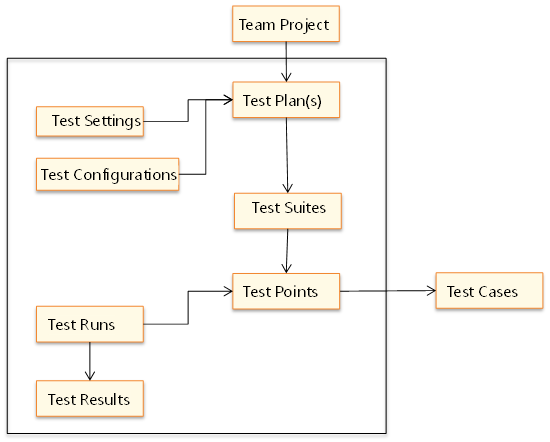 Team Project
Test Plan(s)
Test Settings
Test Configurations
Test Suites
Test Points
Test Cases
Test Runs
Test Results